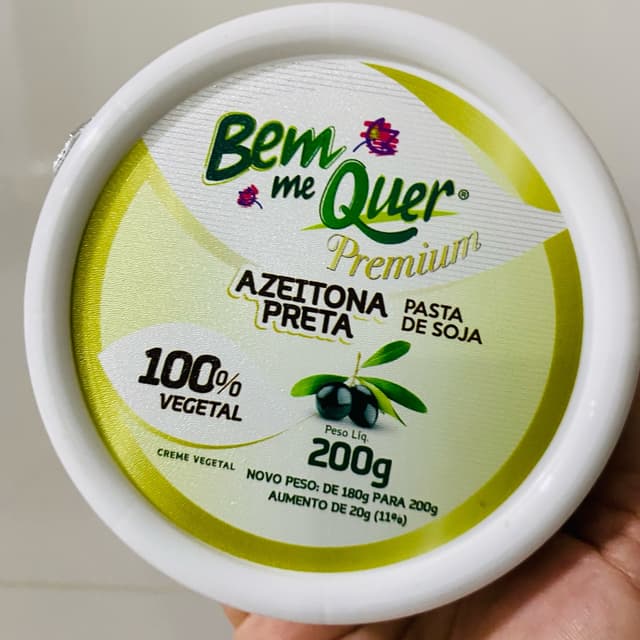 Bem
me Quer®
Premium
AZEITONA
PRETA
PASTA
DE SOJA
100%
VEGETAL
CREME VEGETAL
Peso Líq.
200g
NOVO PESO: DE 180g PARA 200g
AUMENTO DE 20g (11%)